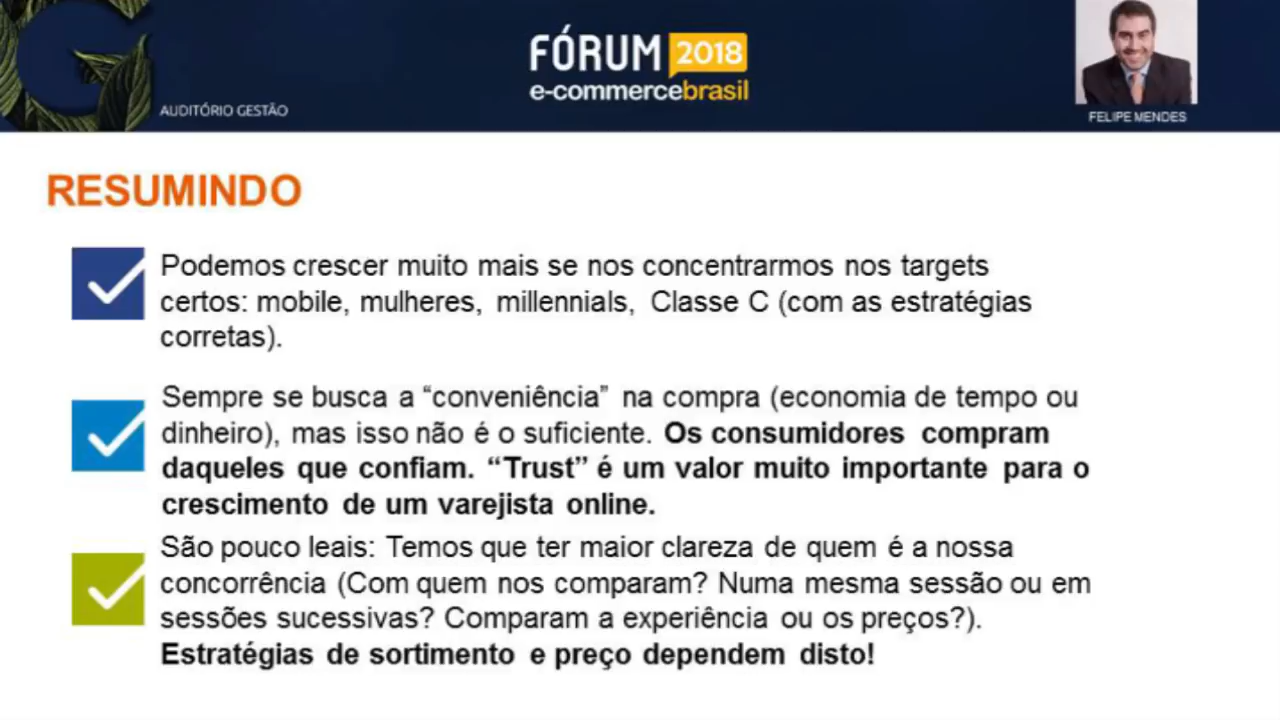 AUDITÓRIO GESTÃO
FÓRUM 2018
e-commercebrasil
FELIPE MENDES
RESUMINDO
Podemos crescer muito mais se nos concentrarmos nos targets
certos: mobile, mulheres, millennials, Classe C (com as estratégias
corretas).
Sempre se busca a “conveniência” na compra (economia de tempo ou
dinheiro), mas isso não é o suficiente. Os consumidores compram
daqueles que confiam. “Trust” é um valor muito importante para o
crescimento de um varejista online.
São pouco leais: Temos que ter maior clareza de quem é a nossa
concorrência (Com quem nos comparam? Numa mesma sessão ou em
sessões sucessivas? Comparam a experiência ou os preços?).
Estratégias de sortimento e preço dependem disto!